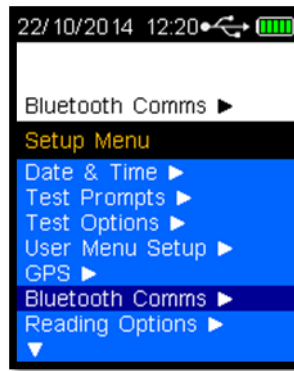 22/10/2014 12:20
Bluetooth Comms ▶
Setup Menu
Date & Time ▶
Test Prompts ▶
Test Options ▶
User Menu Setup ▶
GPS ▶
Bluetooth Comms ▶
Reading Options ▶
▼